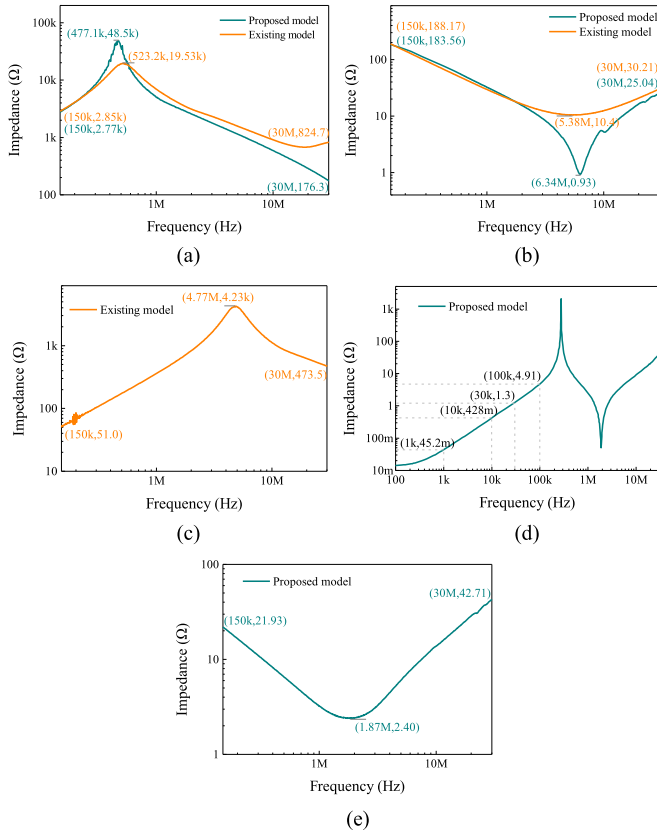 (477.1k,48.5k)
Proposed model
Existing model
(523.2k,19.53k)
(150k,2.85k)
(150k,2.77k)
(30M,824.7)
(30M,176.3)
100k
10k
1k
100
1M
10M
Impedance (Ω)
Frequency (Hz)
(a)
(150k,188.17)
(150k,183.56)
Proposed model
Existing model
(30M,30.21)
(30M,25.04)
(5.38M,10.4)
(6.34M,0.93)
100
10
1
1M
10M
Impedance (Ω)
Frequency (Hz)
(b)
(4.77M,4.23k)
Existing model
(30M,473.5)
(150k,51.0)
1k
100
10
1M
10M
Impedance (Ω)
Frequency (Hz)
(c)
Proposed model
(100k,4.91)
(30k,1.3)
(10k,428m)
(1k,45.2m)
1k
100
10
1
100m
10m
100
1k
10k
100k
1M
10M
Impedance (Ω)
Frequency (Hz)
(d)
Proposed model
(30M,42.71)
(150k,21.93)
(1.87M,2.40)
100
10
1
1M
10M
Impedance (Ω)
Frequency (Hz)
(e)